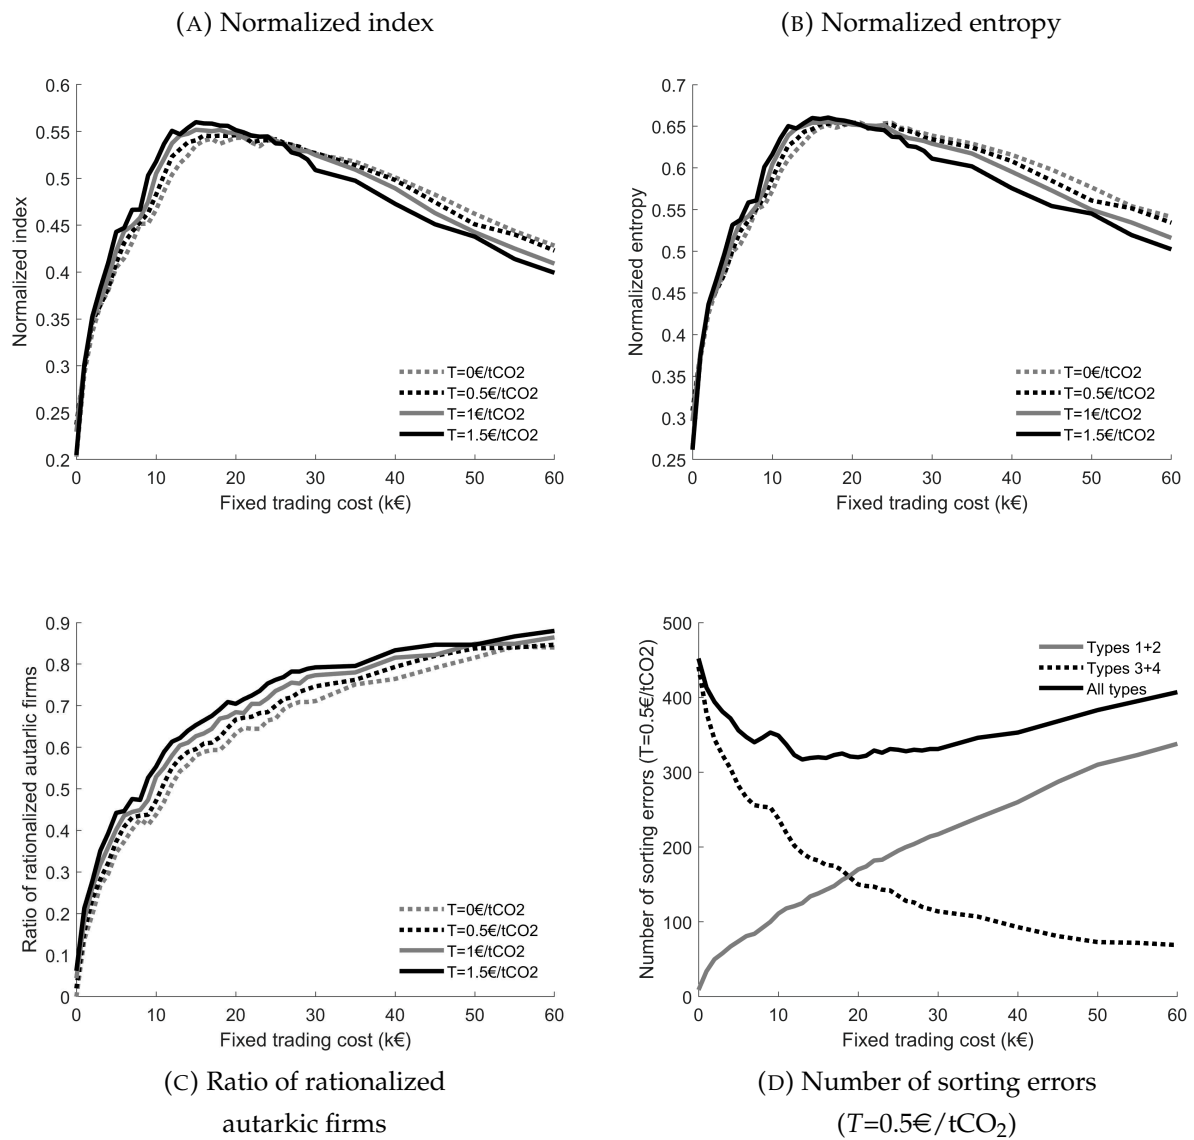 (A) Normalized index
0.6
0.55
0.5
0.45
0.4
0.35
0.3
0.25
0.2
Normalized index
T=0€/tCO2
T=0.5€/tCO2
T=1€/tCO2
T=1.5€/tCO2
0 10 20 30 40 50 60
Fixed trading cost (k€)
(B) Normalized entropy
0.7
0.65
0.6
0.55
0.5
0.45
0.4
0.35
0.3
0.25
Normalized entropy
T=0€/tCO2
T=0.5€/tCO2
T=1€/tCO2
T=1.5€/tCO2
0 10 20 30 40 50 60
Fixed trading cost (k€)
0.9
0.8
0.7
0.6
0.5
0.4
0.3
0.2
0.1
0
Ratio of rationalized autarlic firms
T=0€/tCO2
T=0.5€/tCO2
T=1€/tCO2
T=1.5€/tCO2
0 10 20 30 40 50 60
Fixed trading cost (k€)
(C) Ratio of rationalized
autarkic firms
500
400
300
200
100
0
Number of sorting errors (T=0.5€/tCO2)
Types 1+2
Types 3+4
All types
0 10 20 30 40 50 60
Fixed trading cost (k€)
(D) Number of sorting errors
(T=0.5€/tCO₂)